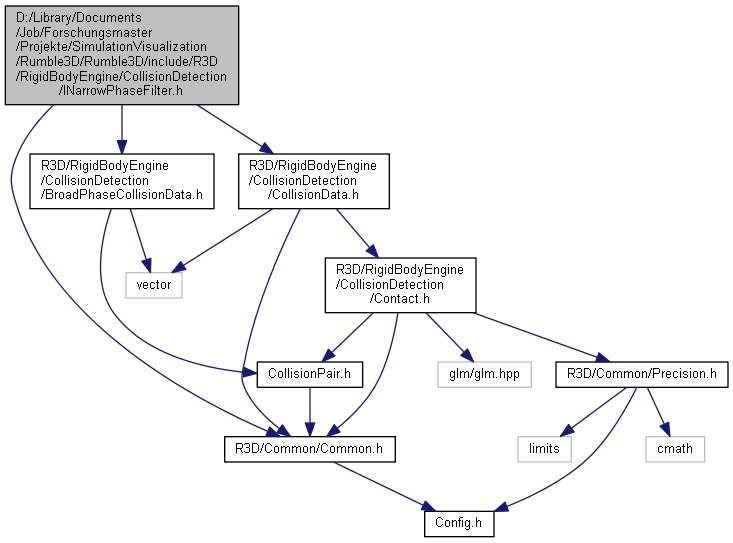 D:/Library/Documents
/Job/Forschungsmaster
/Projekte/SimulationVisualization
/Rumble3D/Rumble3D/include/R3D
/RigidBodyEngine/CollisionDetection
/INarrowPhaseFilter.h
R3D/RigidBodyEngine
/CollisionDetection
/BroadPhaseCollisionData.h
R3D/RigidBodyEngine
/CollisionDetection
/CollisionData.h
vector
R3D/RigidBodyEngine
/CollisionDetection
/Contact.h
CollisionPair.h
glm/glm.hpp
R3D/Common/Precision.h
R3D/Common/Common.h
limits
cmath
Config.h